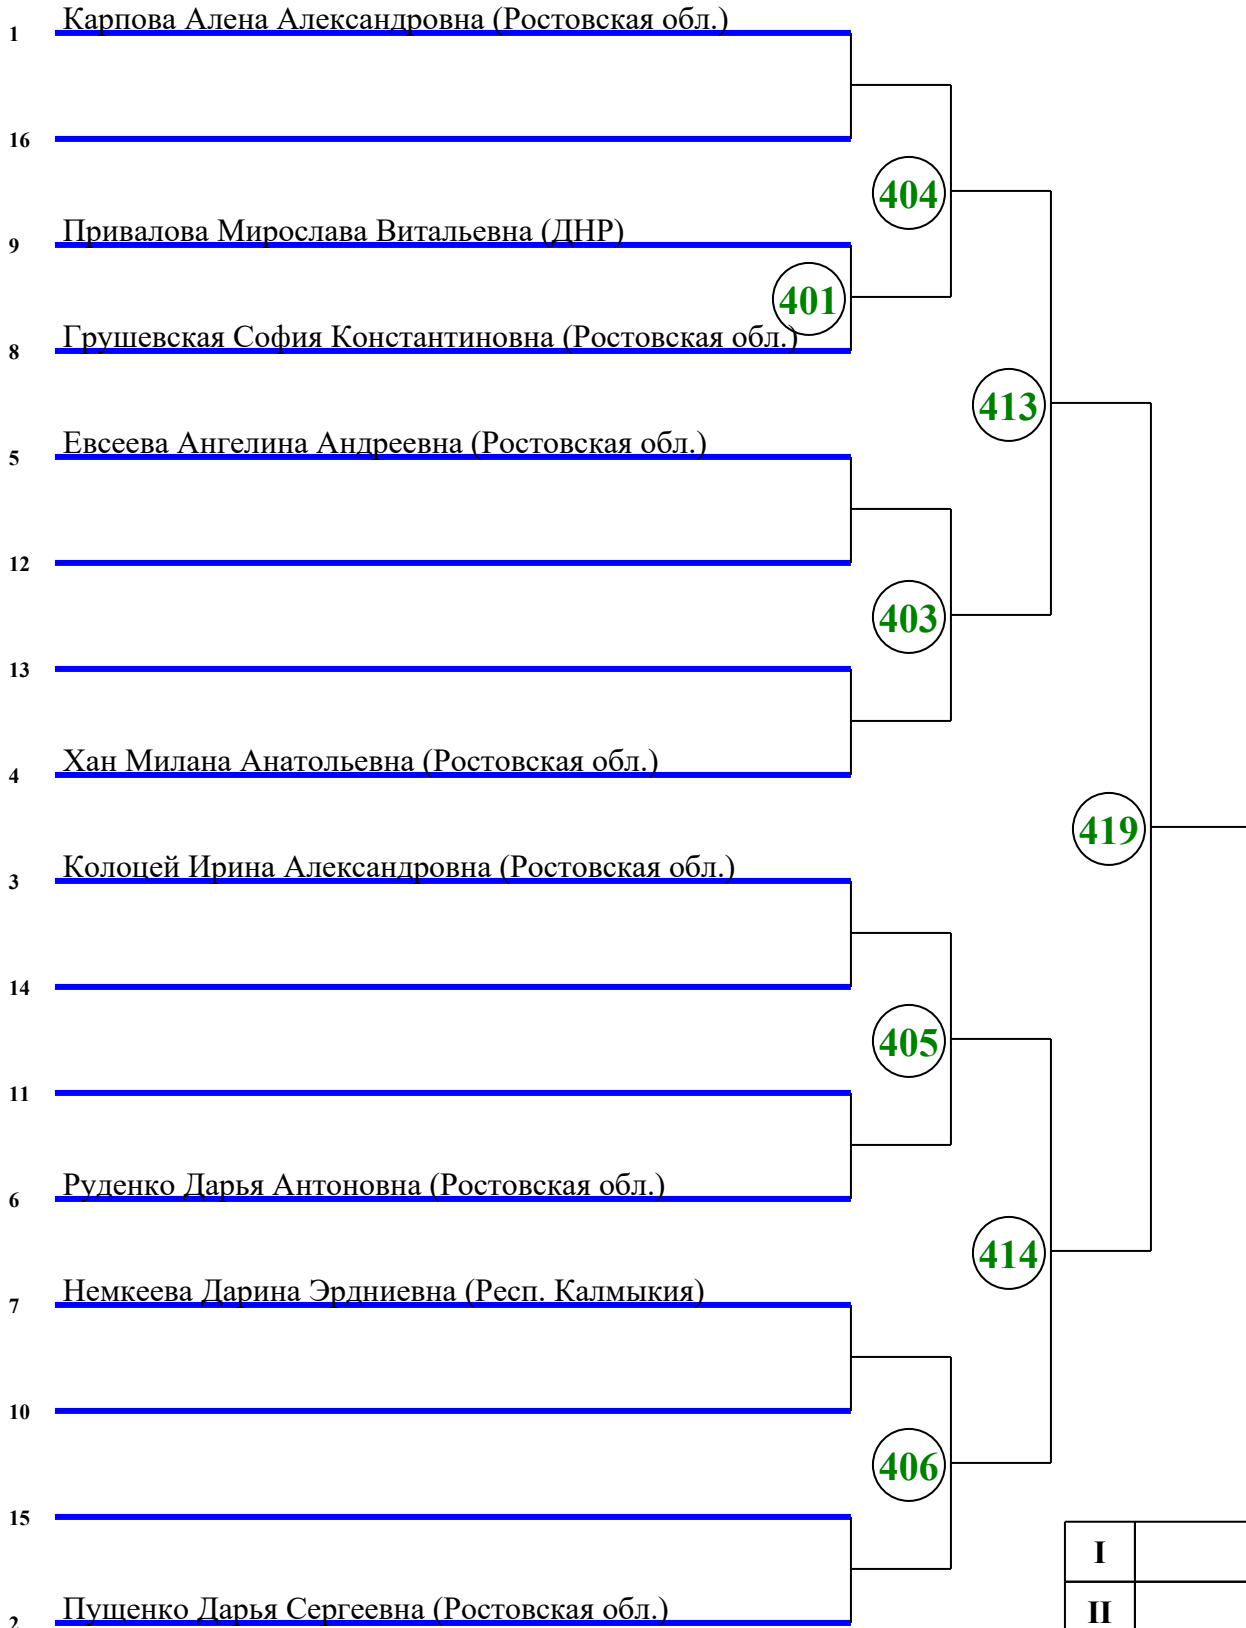 1 Карпова Алена Александровна (Ростовская обл.)
16
404
9 Привалова Мирослава Витальевна (ДНР)
401
8 Грушевская София Константиновна (Ростовская обл.)
413
5 Евсеева Ангелина Андреевна (Ростовская обл.)
12
403
13
4 Хан Милана Анатольевна (Ростовская обл.)
419
3 Колоцей Ирина Александровна (Ростовская обл.)
14
405
11
6 Руденко Дарья Антоновна (Ростовская обл.)
414
7 Немкеева Дарина Эрдниевна (Респ. Калмыкия)
10
406
15
I
2 Пущенко Дарья Сергеевна (Ростовская обл.)
II